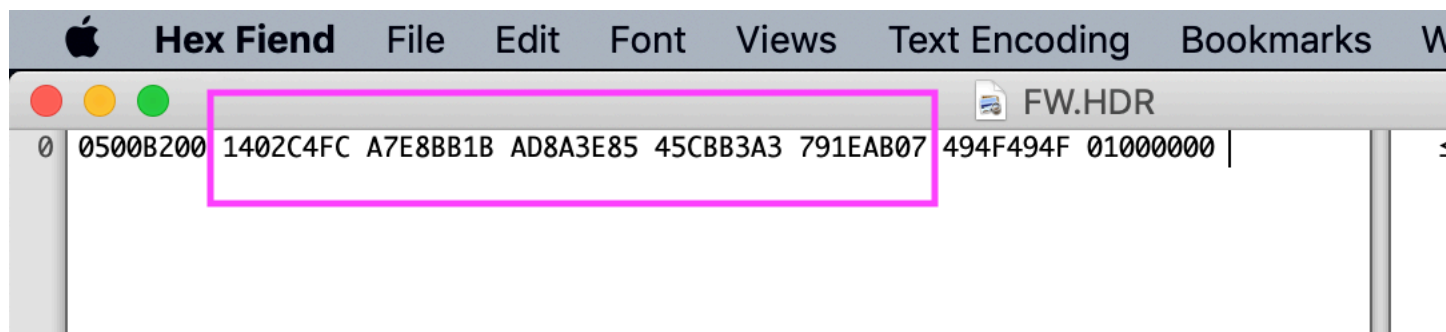 Hex Fiend File Edit Font Views Text Encoding Bookmarks
FW.HDR
0 0500B200 1402C4FC A7E8BB1B AD8A3E85 45CBB3A3 791EAB07 494F494F 01000000